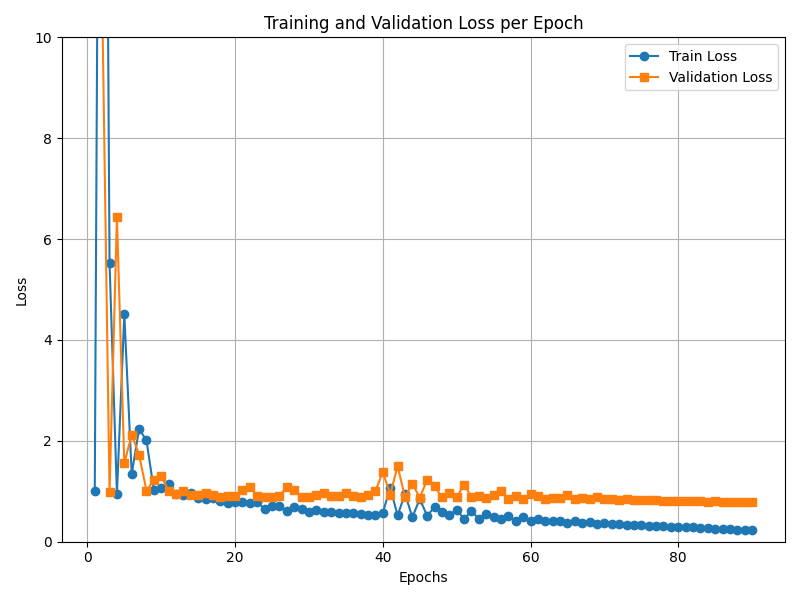 Training and Validation Loss per Epoch
Train Loss
Validation Loss
Loss
10
8
6
4
2
0
0 20 40 60 80
Epochs